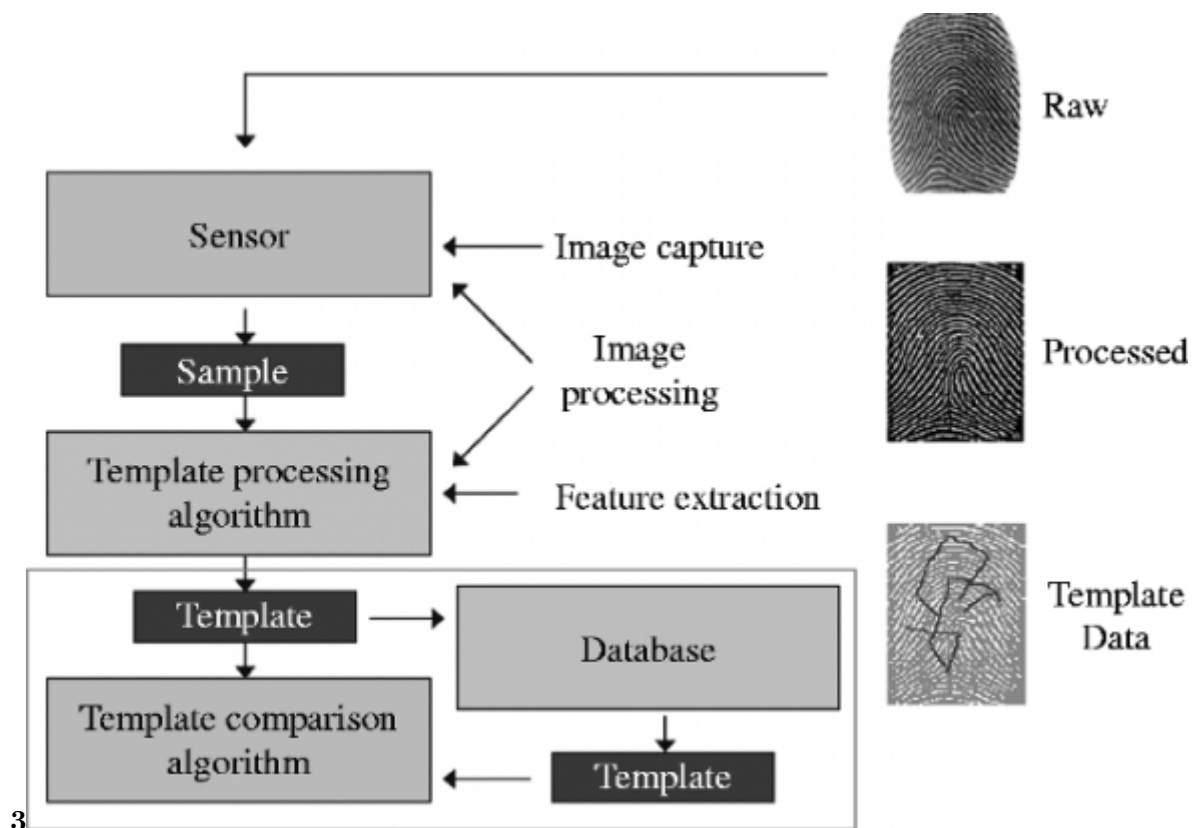 Raw
Sensor
Image capture
Sample
Image
processing
Processed
Template processing
algorithm
Feature extraction
Template
Database
Template
Data
Template comparison
algorithm
Template
3